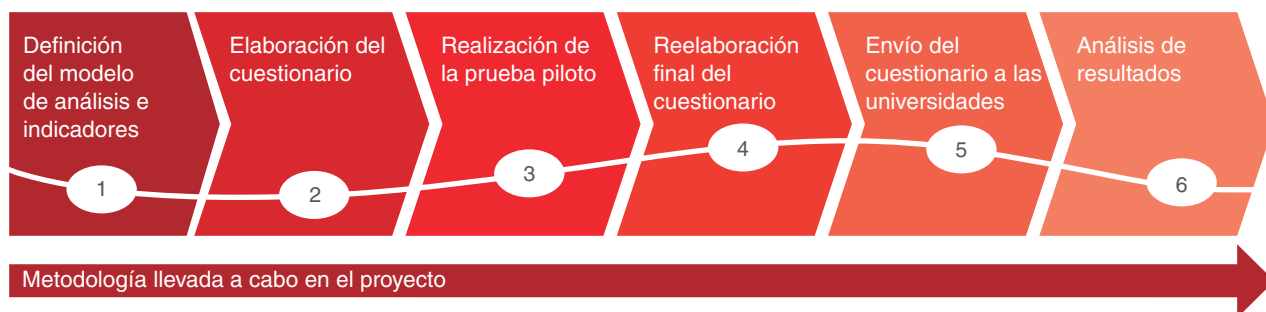 Definición
del modelo
de análisis e
indicadores
1
Elaboración del
cuestionario
2
Realización de
la prueba piloto
3
Reelaboración
final del
cuestionario
4
Envío del
cuestionario a las
universidades
5
Análisis de
resultados
6
Metodología llevada a cabo en el proyecto